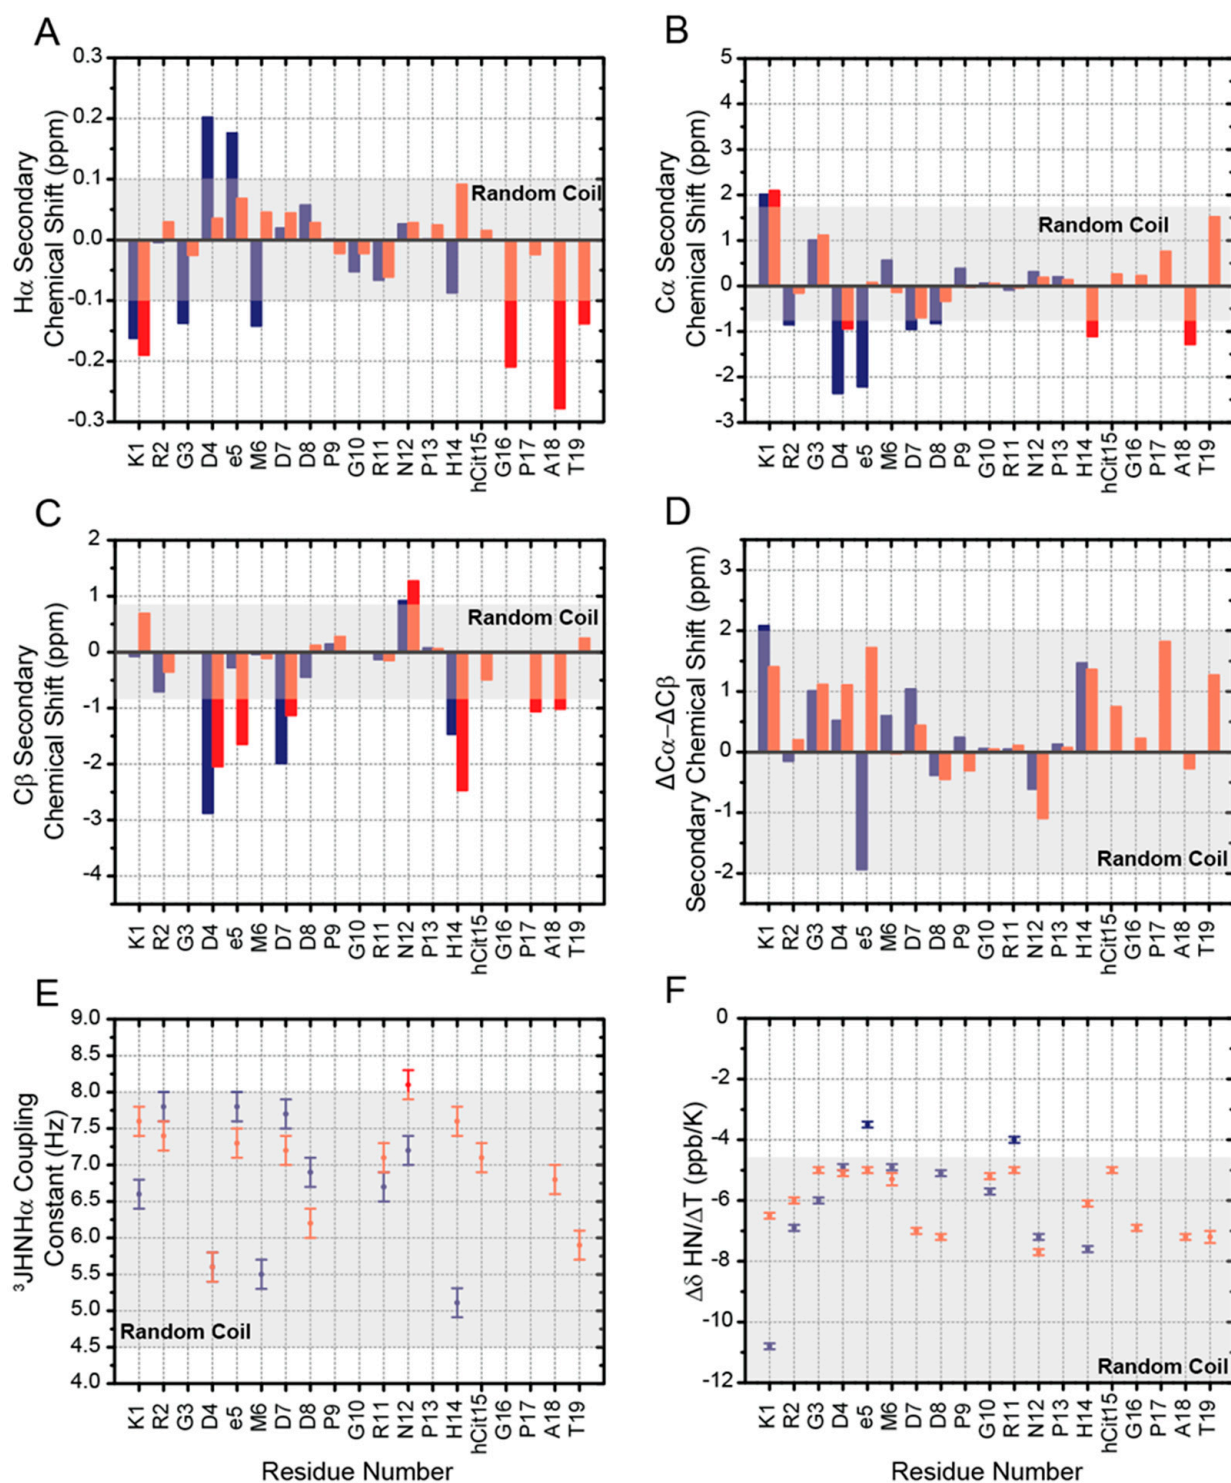 A
Hα Secondary
Chemical Shift (ppm)
0.3
0.2
0.1
0.0
-0.1
-0.2
-0.3
Random Coil
K1 R2 G3 D4 e5 M6 D7 D8 P9 G10 R11 N12 P13 H14 hCit15 G16 P17 A18 T19
B
Cα Secondary
Chemical Shift (ppm)
5
4
3
2
1
0
-1
-2
-3
Random Coil
K1 R2 G3 D4 e5 M6 D7 D8 P9 G10 R11 N12 P13 H14 hCit15 G16 P17 A18 T19
C
Cβ Secondary
Chemical Shift (ppm)
2
1
0
-1
-2
-3
-4
Random Coil
K1 R2 G3 D4 e5 M6 D7 D8 P9 G10 R11 N12 P13 H14 hCit15 G16 P17 A18 T19
D
ΔCα-ΔCβ
Secondary Chemical Shift (ppm)
3
2
1
0
-1
-2
Random Coil
K1 R2 G3 D4 e5 M6 D7 D8 P9 G10 R11 N12 P13 H14 hCit15 G16 P17 A18 T19
E
³JHNHα Coupling
Constant (Hz)
9.0
8.5
8.0
7.5
7.0
6.5
6.0
5.5
5.0
4.5
4.0
Random Coil
K1 R2 G3 D4 e5 M6 D7 D8 P9 G10 R11 N12 P13 H14 hCit15 G16 P17 A18 T19
Residue Number
F
Δδ HN/ΔT (ppb/K)
0
-2
-4
-6
-8
-10
-12
Random Coil
K1 R2 G3 D4 e5 M6 D7 D8 P9 G10 R11 N12 P13 H14 hCit15 G16 P17 A18 T19
Residue Number